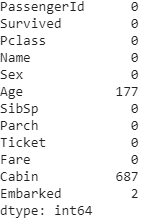 PassengerId 0
Survived 0
Pclass 0
Name 0
Sex 0
Age 177
SibSp 0
Parch 0
Ticket 0
Fare 0
Cabin 687
Embarked 2
dtype: int64